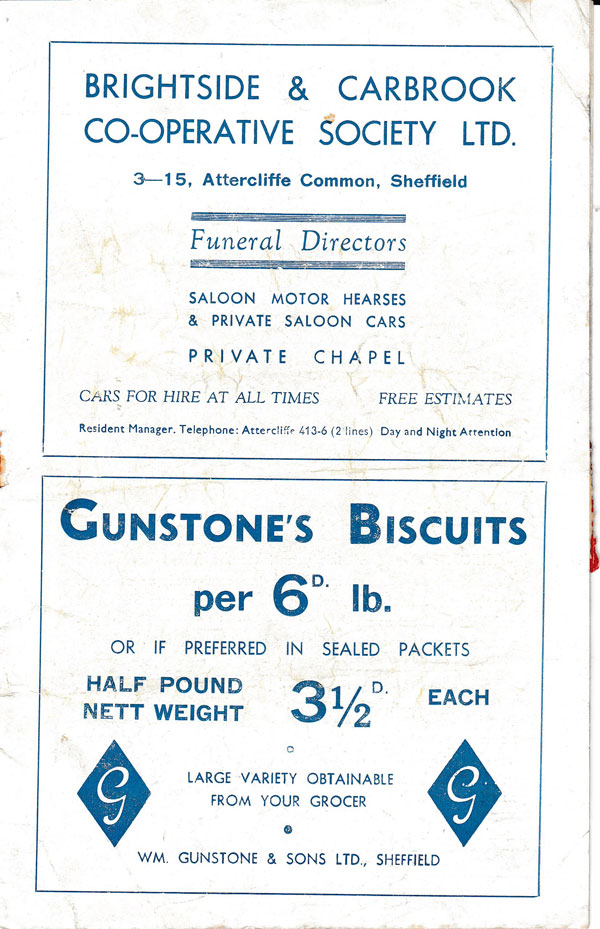 BRIGHTSIDE & CARBROOK
CO-OPERATIVE SOCIETY LTD.
3—15, Attercliffe Common, Sheffield
Funeral Directors
SALOON MOTOR HEARSES
& PRIVATE SALOON CARS
PRIVATE CHAPEL
CARS FOR HIRE AT ALL TIMES FREE ESTIMATES
Resident Manager. Telephone: Attercliffe 413-6 (2 lines) Day and Night Attention
GUNSTONE'S BISCUITS
per 6D. lb.
OR IF PREFERRED IN SEALED PACKETS
HALF POUND
NETT WEIGHT 3½D. EACH
LARGE VARIETY OBTAINABLE
FROM YOUR GROCER
G G
WM. GUNSTONE & SONS LTD., SHEFFIELD